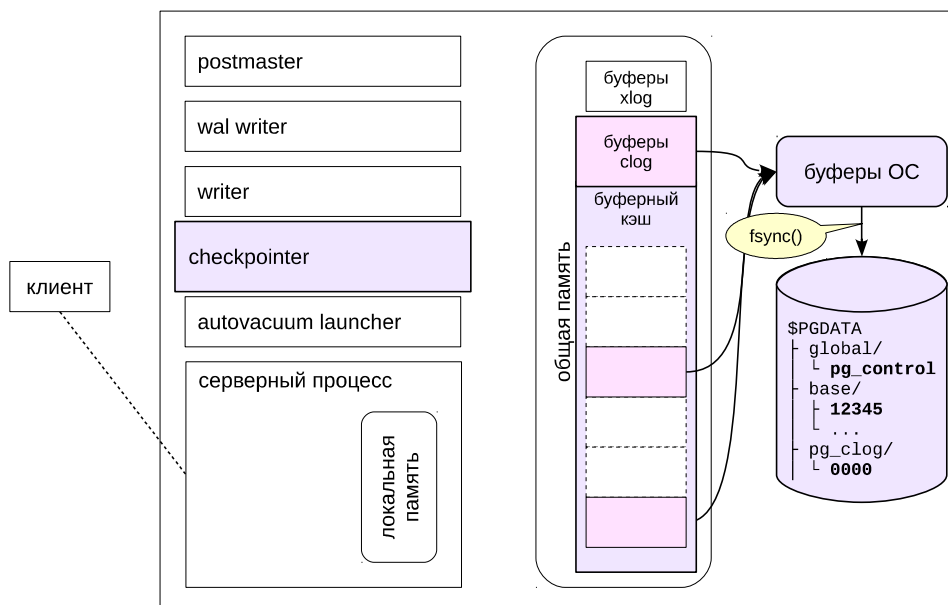 postmaster
wal writer
writer
checkpointer
autovacuum launcher
серверный процесс
локальная
память
клиент
общая память
буферы
xlog
буферы
clog
буферный
кэш
буферы ОС
fsync()
$PGDATA
├ global/
│ └ pg_control
├ base/
│ ├ 12345
│ └ ...
├ pg_clog/
│ └ 0000